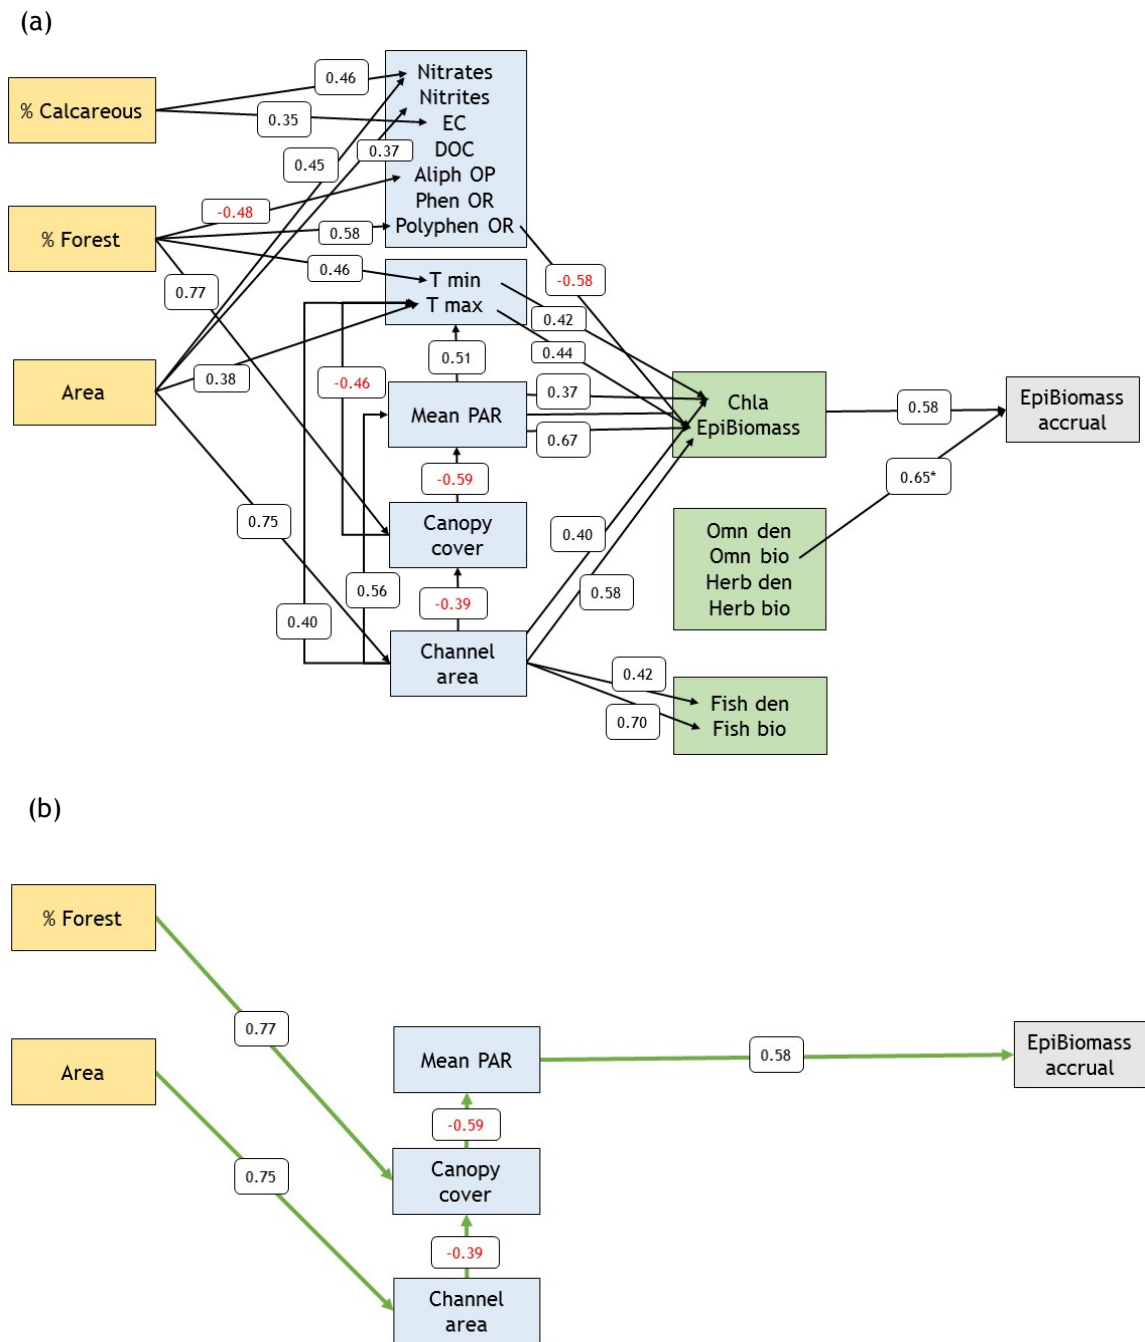 (a)
% Calcareous
% Forest
Area
0.46
0.35
0.45
0.37
-0.48
0.58
0.46
0.77
0.38
0.75
Nitrates
Nitrites
EC
DOC
Aliph OP
Phen OR
Polyphen OR
T min
T max
0.51
-0.46
Mean PAR
-0.59
Canopy
cover
0.56
-0.39
0.40
Channel
area
-0.58
0.42
0.44
0.37
0.67
0.40
0.58
0.42
0.70
Chla
EpiBiomass
Omn den
Omn bio
Herb den
Herb bio
Fish den
Fish bio
0.58
0.65*
EpiBiomass
accrual
(b)
% Forest
Area
0.77
0.75
Mean PAR
-0.59
Canopy
cover
-0.39
Channel
area
0.58
EpiBiomass
accrual